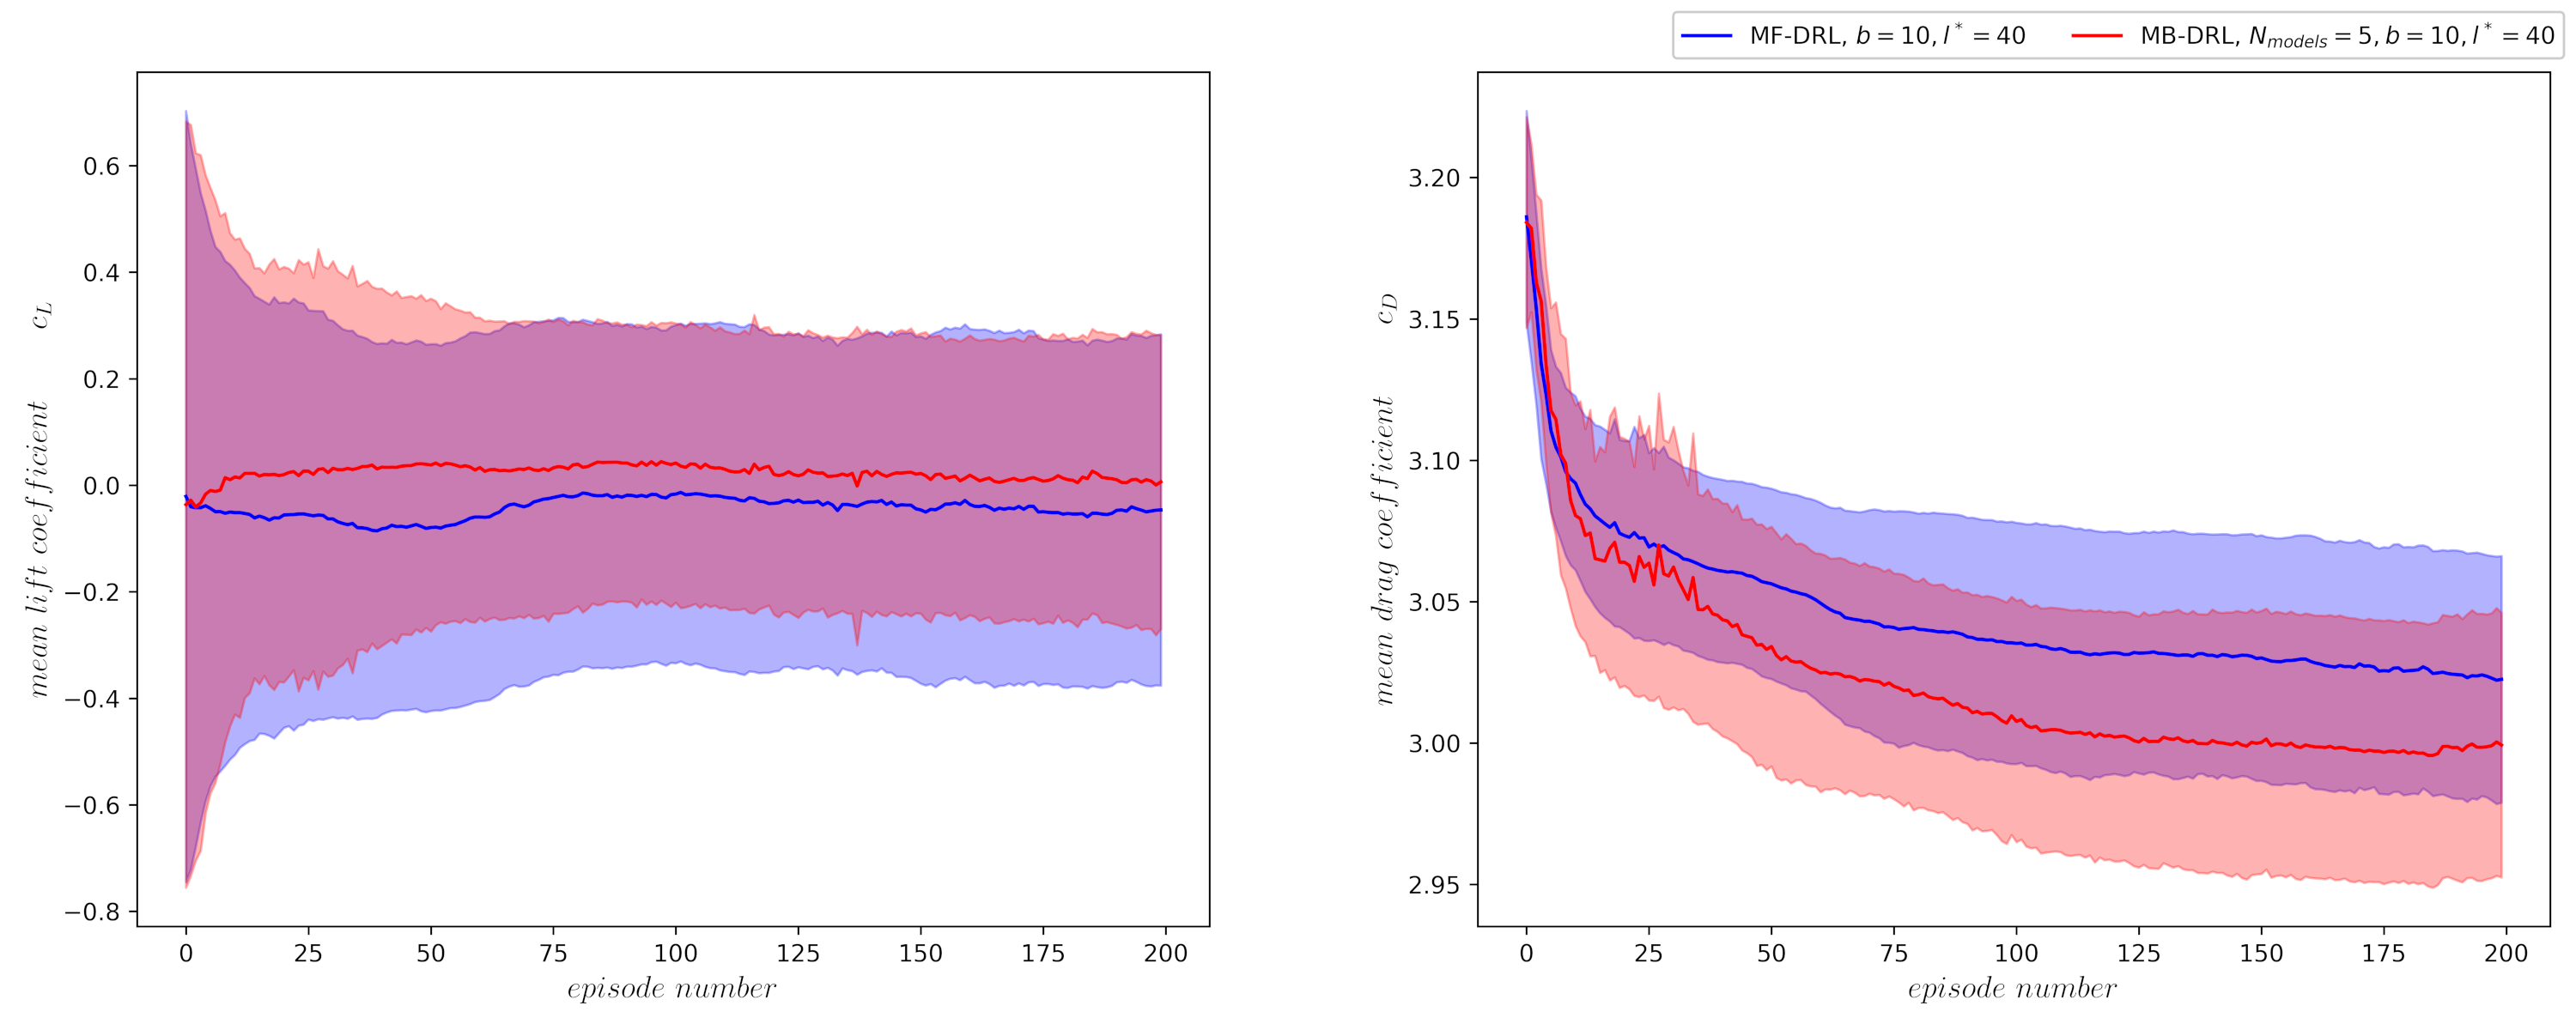 MF-DRL, b = 10, l* = 40
MB-DRL, N_models = 5, b = 10, l* = 40
mean lift coefficient c_L
0.6
0.4
0.2
0.0
−0.2
−0.4
−0.6
−0.8
0 25 50 75 100 125 150 175 200
episode number
mean drag coefficient c_D
3.20
3.15
3.10
3.05
3.00
2.95
0 25 50 75 100 125 150 175 200
episode number